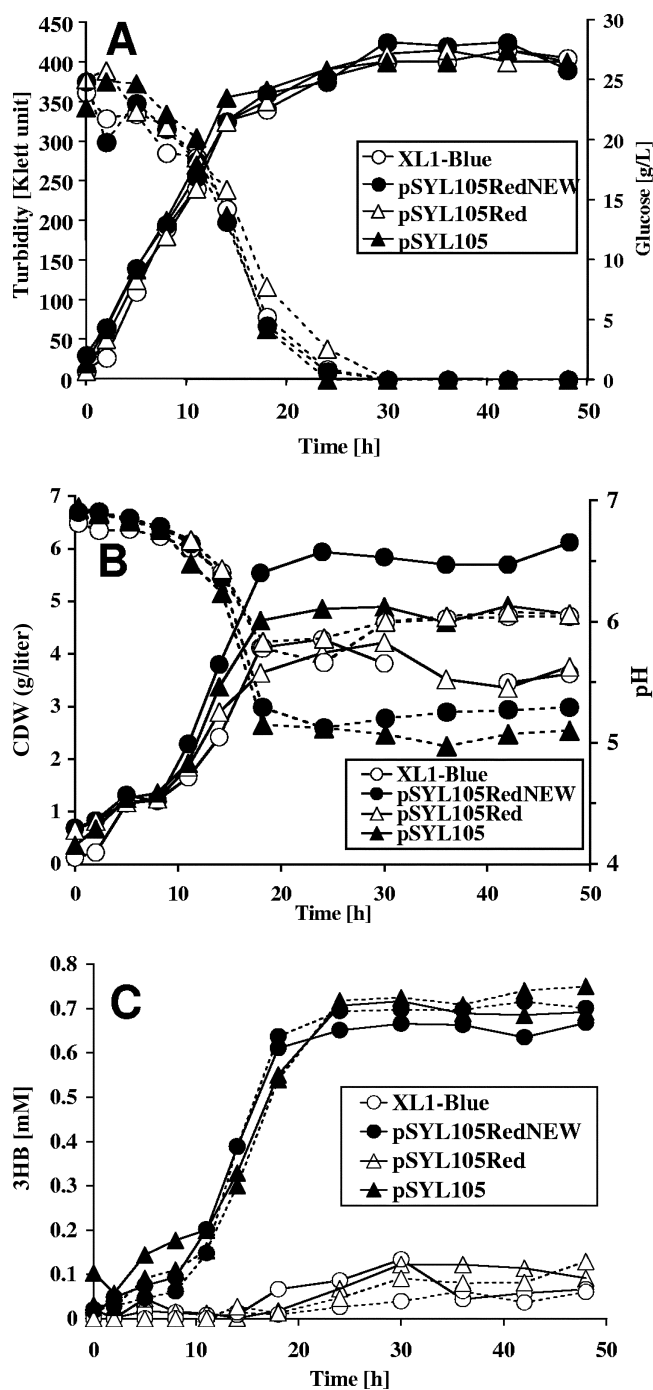 A
Turbidity [Klett unit]
450
400
350
300
250
200
150
100
50
0
30
25
20
15
10
5
0
Glucose [g/L]
XL1-Blue
pSYL105RedNEW
pSYL105Red
pSYL105
0 10 20 30 40 50
Time [h]
B
CDW (g/liter)
7
6
5
4
3
2
1
0
7
6
5
4
pH
XL1-Blue
pSYL105RedNEW
pSYL105Red
pSYL105
0 10 20 30 40 50
Time [h]
C
3HB [mM]
0.8
0.7
0.6
0.5
0.4
0.3
0.2
0.1
0
XL1-Blue
pSYL105RedNEW
pSYL105Red
pSYL105
0 10 20 30 40 50
Time [h]